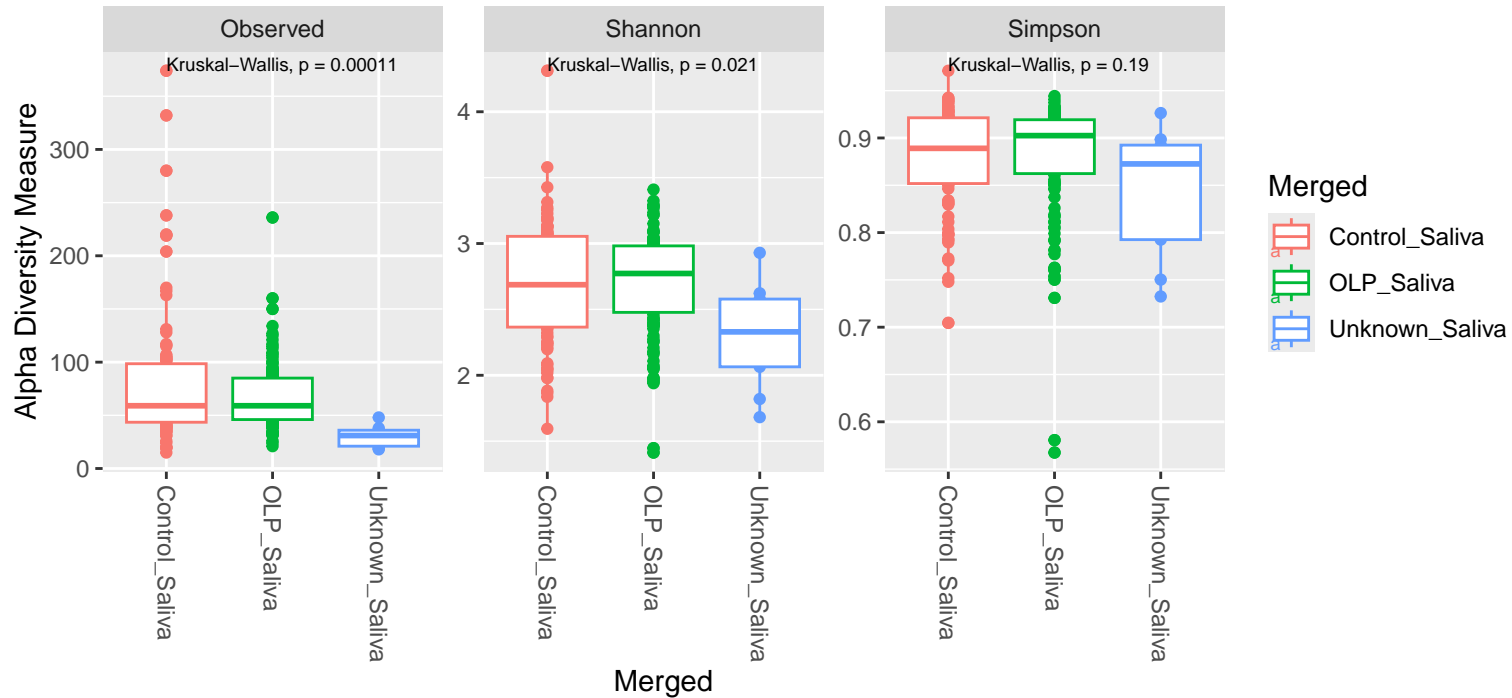 Observed
Shannon
Simpson
Kruskal−Wallis, p = 0.00011
Kruskal−Wallis, p = 0.021
Kruskal−Wallis, p = 0.19
Alpha Diversity Measure
300
200
100
0
4
3
2
0.9
0.8
0.7
0.6
Control_Saliva
OLP_Saliva
Unknown_Saliva
Control_Saliva
OLP_Saliva
Unknown_Saliva
Control_Saliva
OLP_Saliva
Unknown_Saliva
Merged
Merged
a Control_Saliva
a OLP_Saliva
a Unknown_Saliva